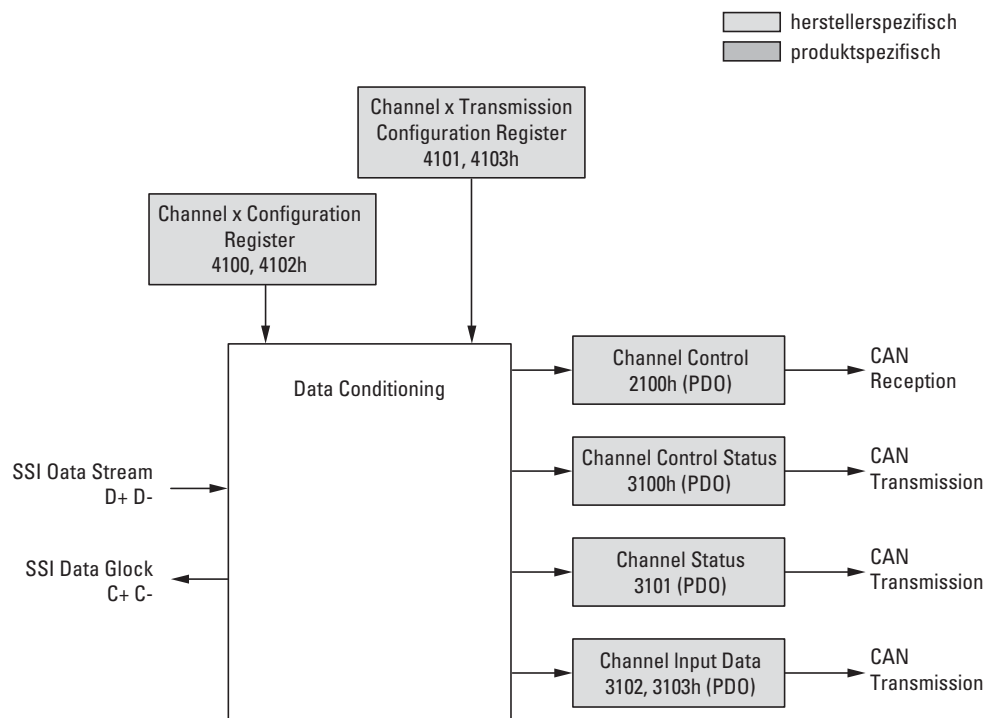 herstellerspezifisch
produktspezifisch
Channel x Transmission
Configuration Register
4101, 4103h
Channel x Configuration
Register
4100, 4102h
Data Conditioning
Channel Control
2100h (PDO)
CAN
Reception
SSI Oata Stream
D+ D-
Channel Control Status
3100h (PDO)
CAN
Transmission
SSI Data Glock
C+ C-
Channel Status
3101 (PDO)
CAN
Transmission
Channel Input Data
3102, 3103h (PDO)
CAN
Transmission